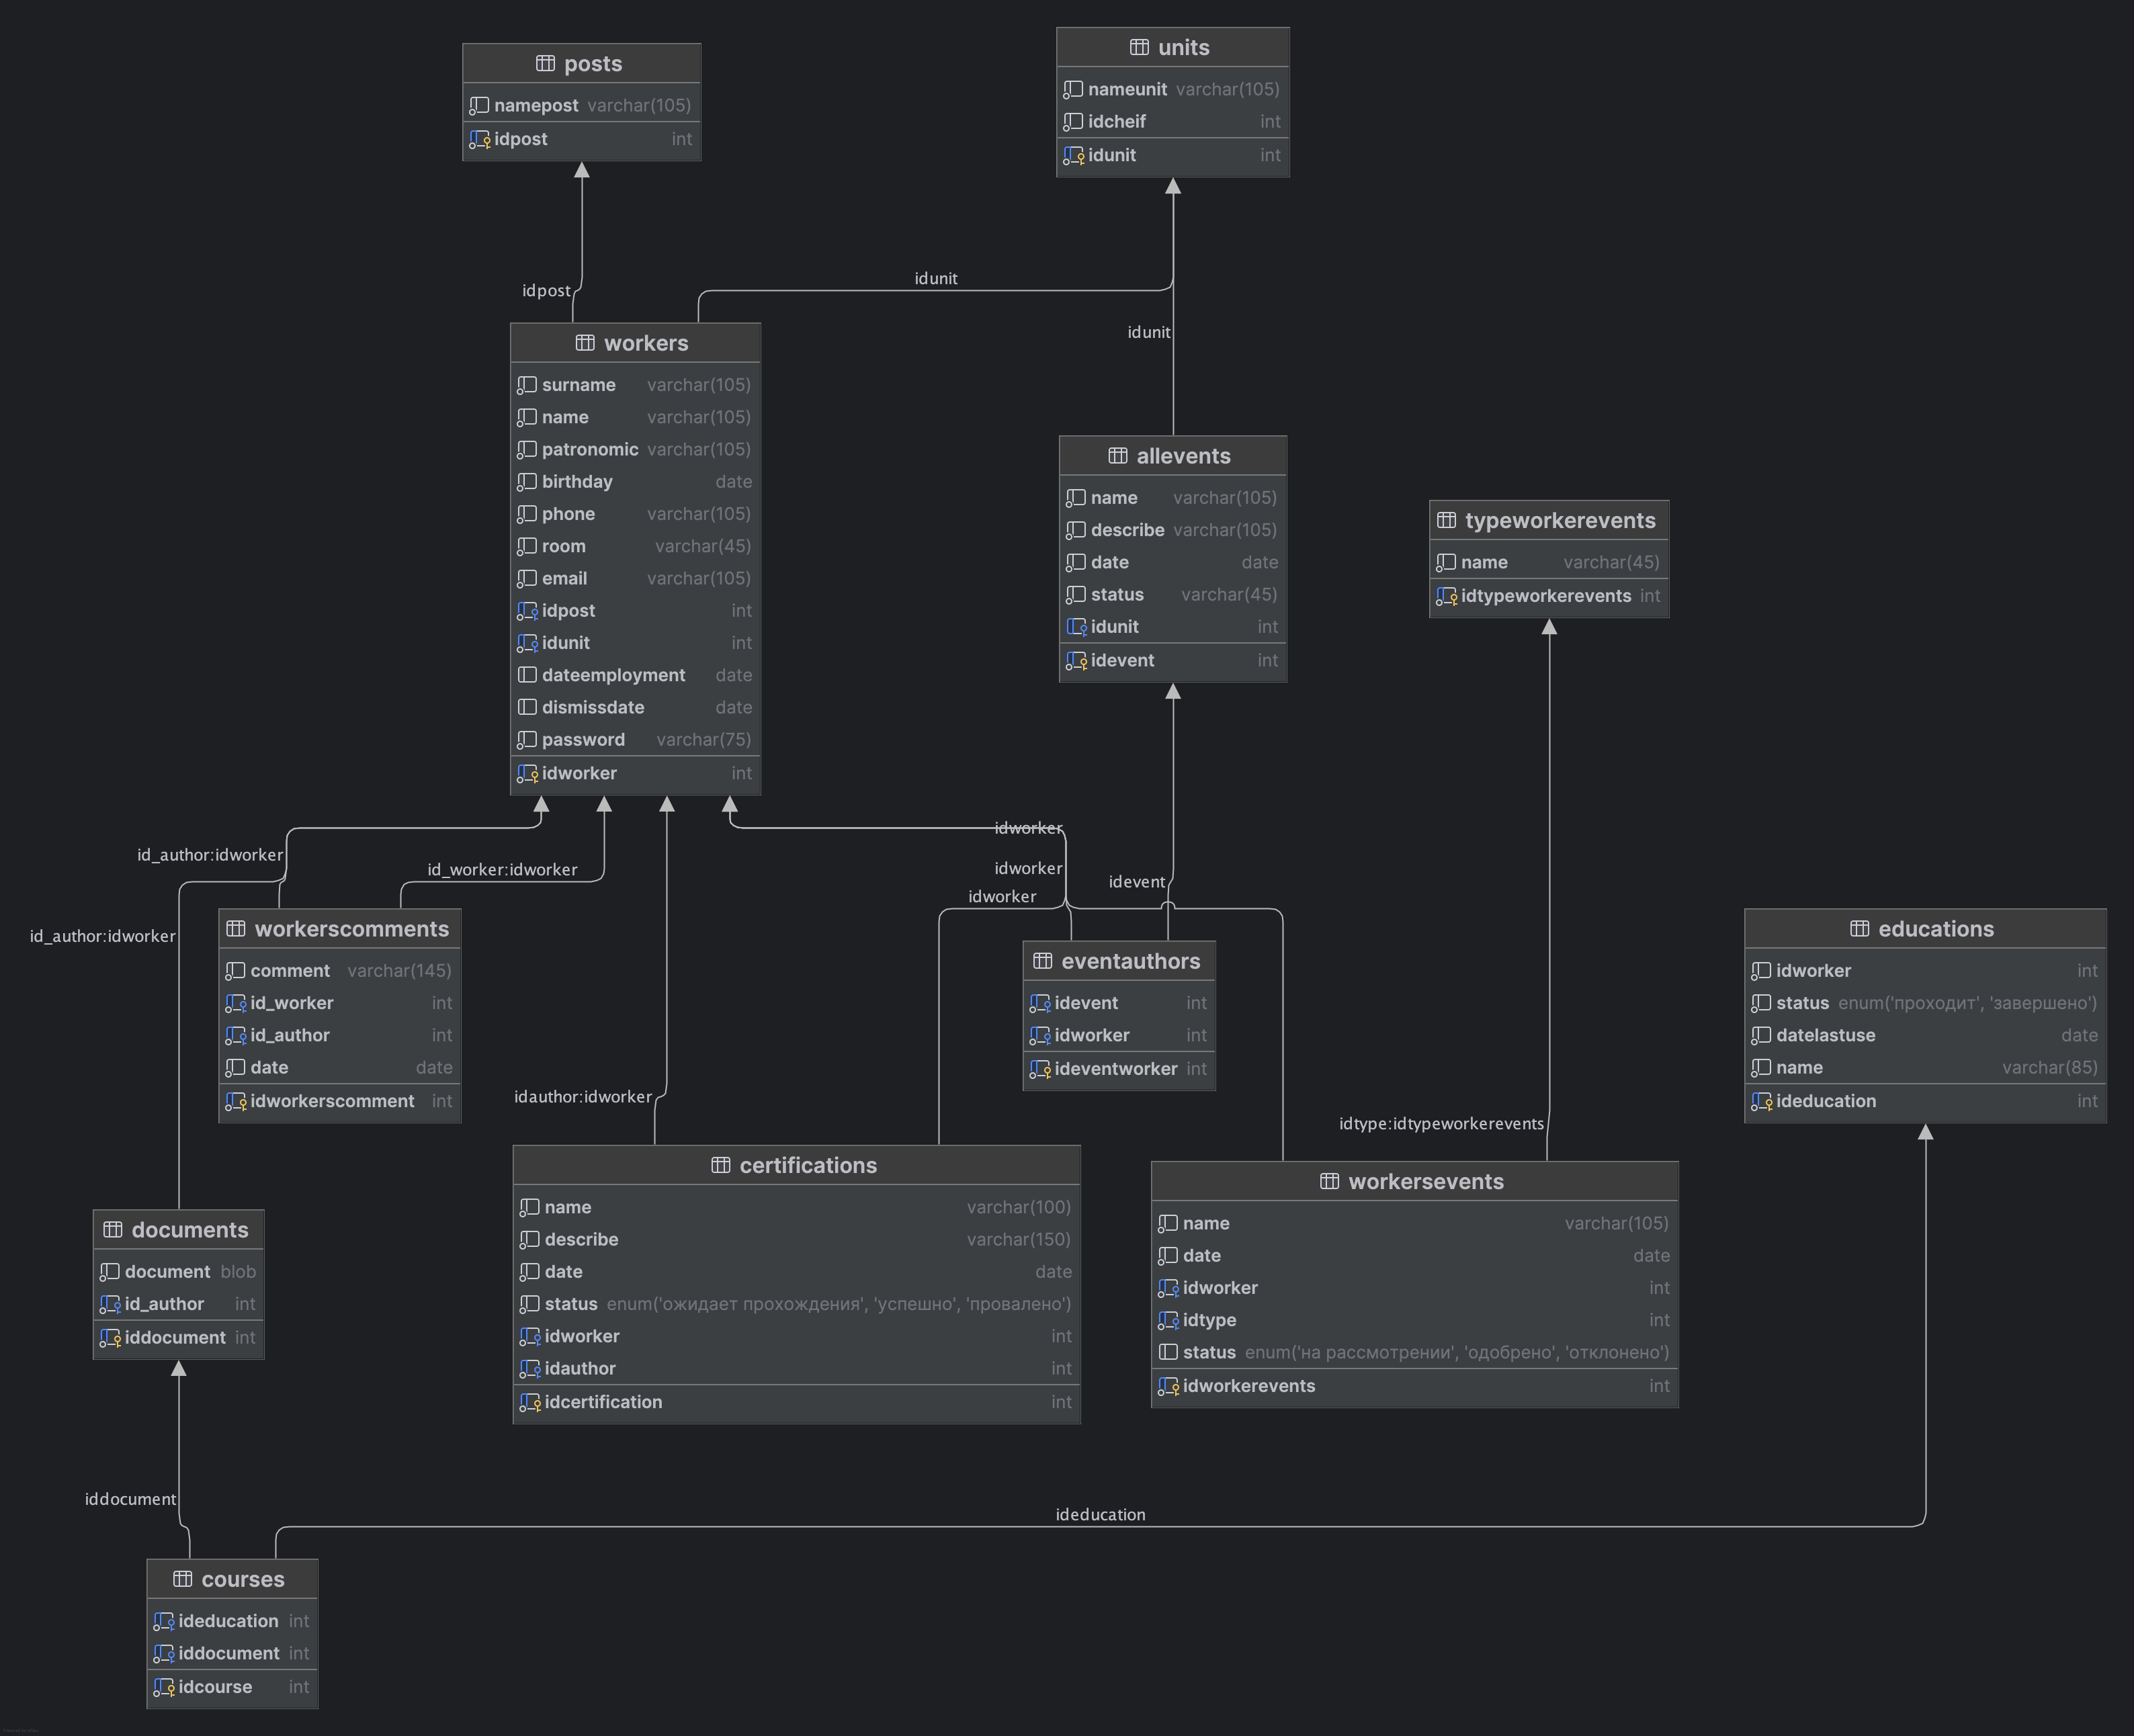 posts
namepost varchar(105)
idpost int
units
nameunit varchar(105)
idcheif int
idunit int
idpost
idunit
idunit
workers
surname varchar(105)
name varchar(105)
patronomic varchar(105)
birthday date
phone varchar(105)
room varchar(45)
email varchar(105)
idpost int
idunit int
dateemployment date
dismissdate date
password varchar(75)
idworker int
allevents
name varchar(105)
describe varchar(105)
date date
status varchar(45)
idunit int
idevent int
typeworkerevents
name varchar(45)
idtypeworkerevents int
id_author:idworker
id_worker:idworker
idworker
idworker
idworker
idevent
id_author:idworker
workerscomments
comment varchar(145)
id_worker int
id_author int
date date
idworkerscomment int
eventauthors
idevent int
idworker int
ideventworker int
educations
idworker int
status enum('проходит', 'завершено')
datelastuse date
name varchar(85)
ideducation int
idauthor:idworker
idtype:idtypeworkerevents
documents
document blob
id_author int
iddocument int
certifications
name varchar(100)
describe varchar(150)
date date
status enum('ожидает прохождения', 'успешно', 'провалено')
idworker int
idauthor int
idcertification int
workersevents
name varchar(105)
date date
idworker int
idtype int
status enum('на рассмотрении', 'одобрено', 'отклонено')
idworkerevents int
iddocument
ideducation
courses
ideducation int
iddocument int
idcourse int